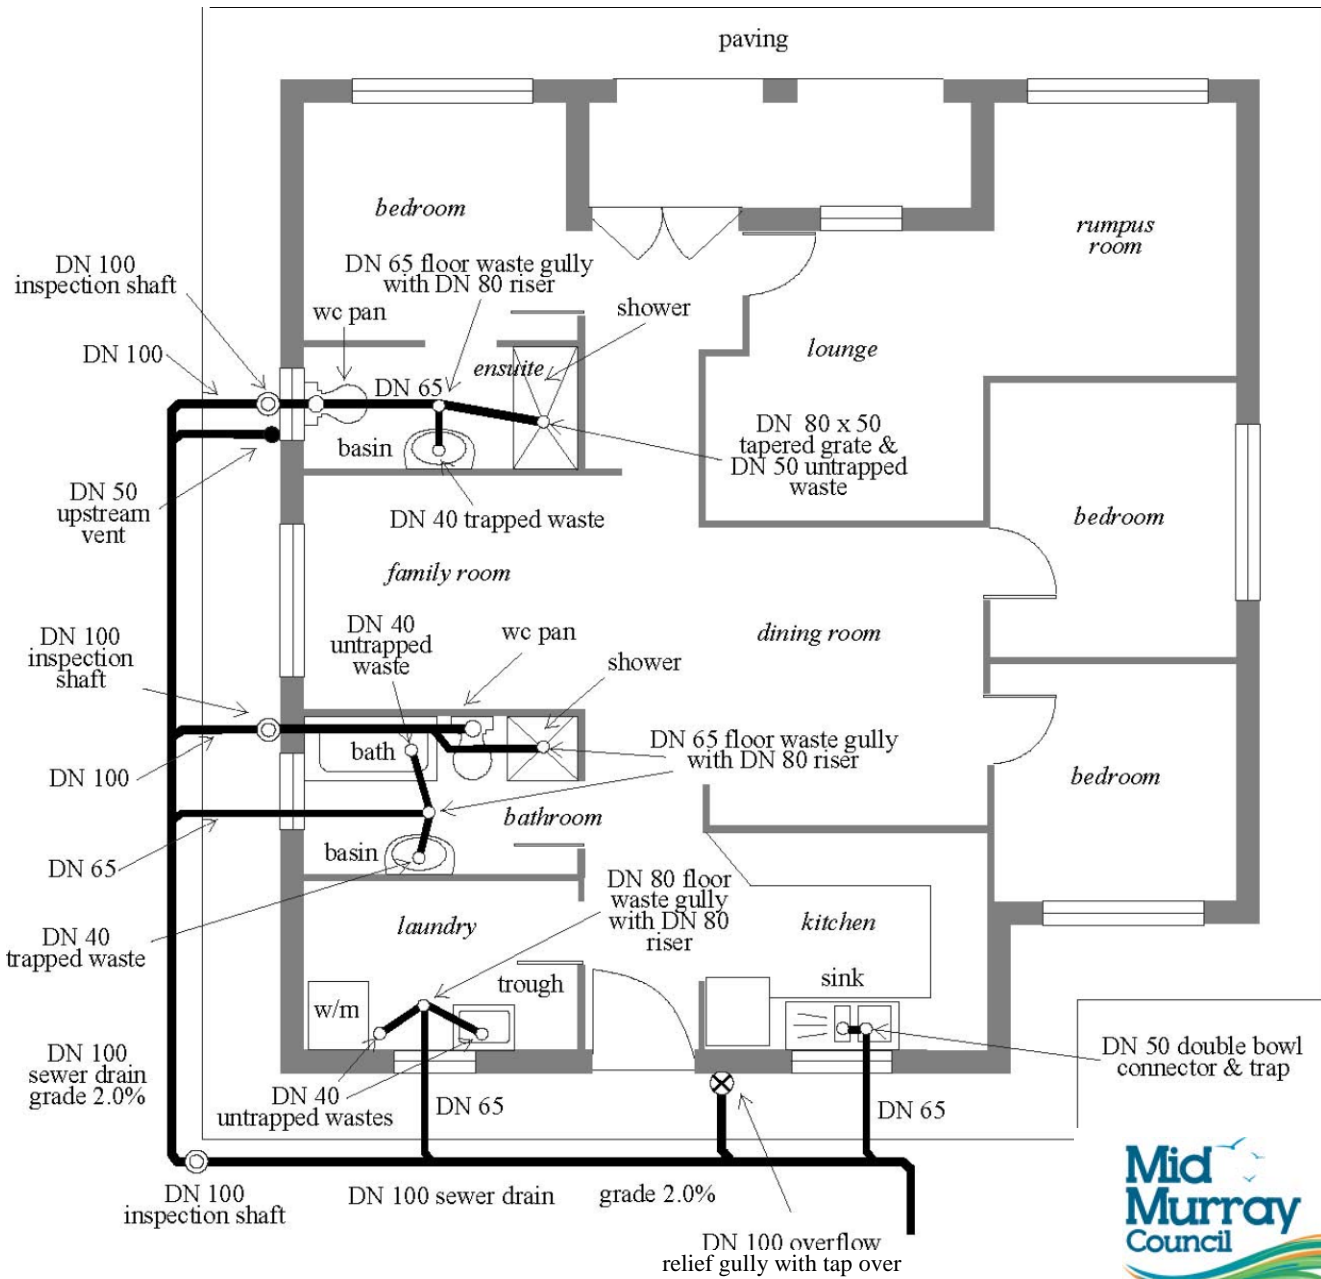 paving
bedroom
rumpus
room
DN 65 floor waste gully
with DN 80 riser
DN 100
inspection shaft
wc pan
shower
DN 100
lounge
ensuite
DN 65
basin
DN 80 x 50
tapered grate &
DN 50 untrapped
waste
DN 50
upstream
vent
DN 40 trapped waste
bedroom
family room
DN 40
untrapped
waste
wc pan
dining room
DN 100
inspection
shaft
shower
bath
DN 65 floor waste gully
with DN 80 riser
DN 100
bedroom
bathroom
basin
DN 65
DN 80 floor
waste gully
with DN 80
riser
laundry
kitchen
DN 40
trapped waste
trough
sink
w/m
DN 100
sewer drain
grade 2.0%
DN 50 double bowl
connector & trap
DN 40
untrapped wastes
DN 65
DN 65
DN 100
inspection shaft
DN 100 sewer drain
grade 2.0%
DN 100 overflow
relief gully with tap over
Mid
Murray
Council